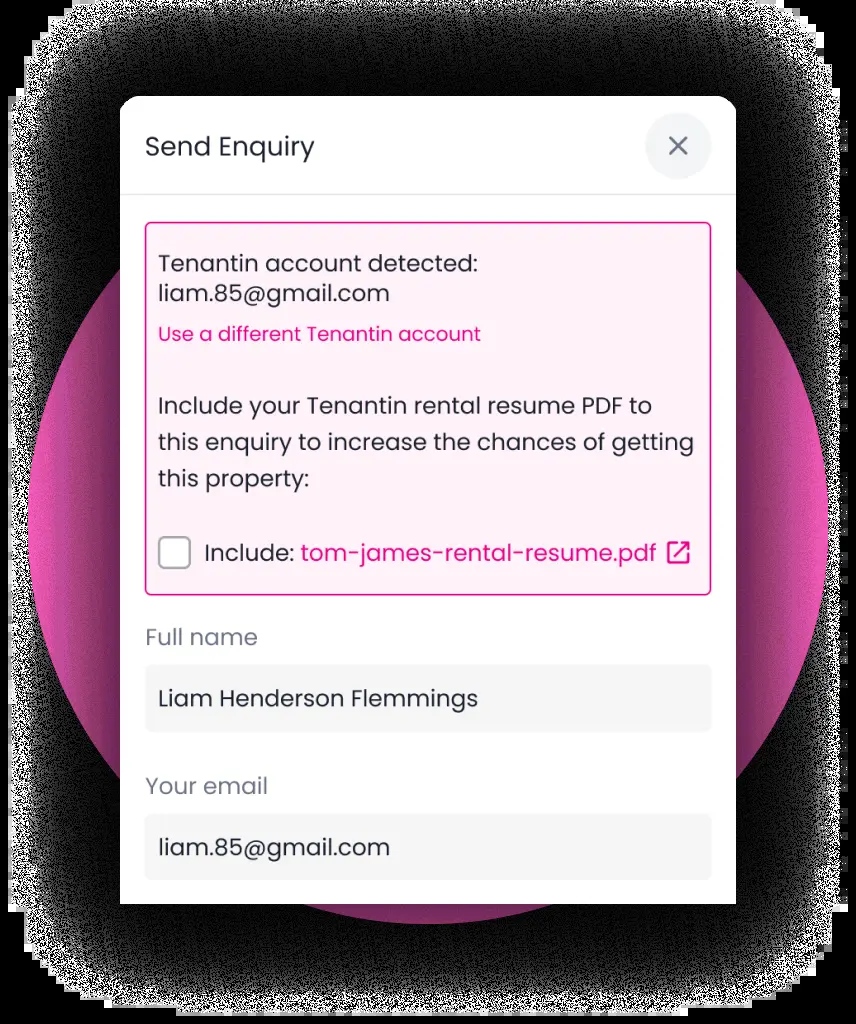 Send Enquiry
Tenantin account detected:
liam.85@gmail.com
Use a different Tenantin account
Include your Tenantin rental resume PDF to
this enquiry to increase the chances of getting
this property:
Include: tom-james-rental-resume.pdf
Full name
Liam Henderson Flemmings
Your email
liam.85@gmail.com